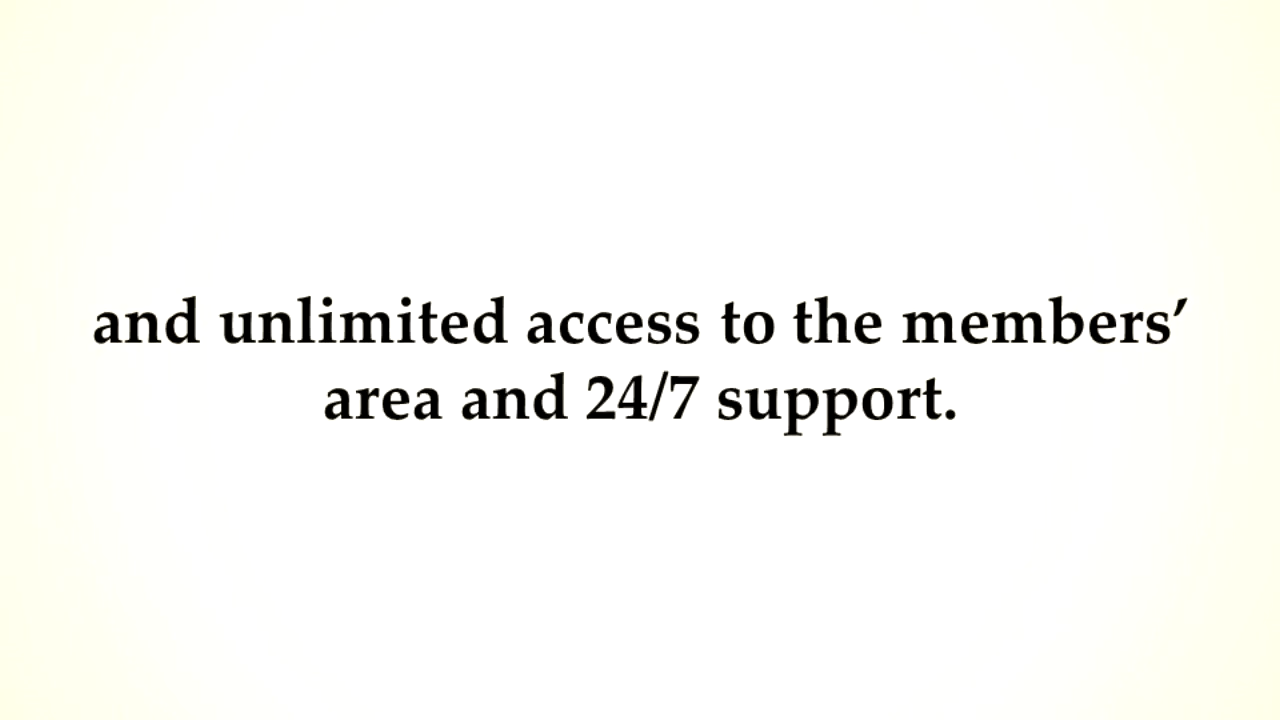 and unlimited access to the members’
area and 24/7 support.